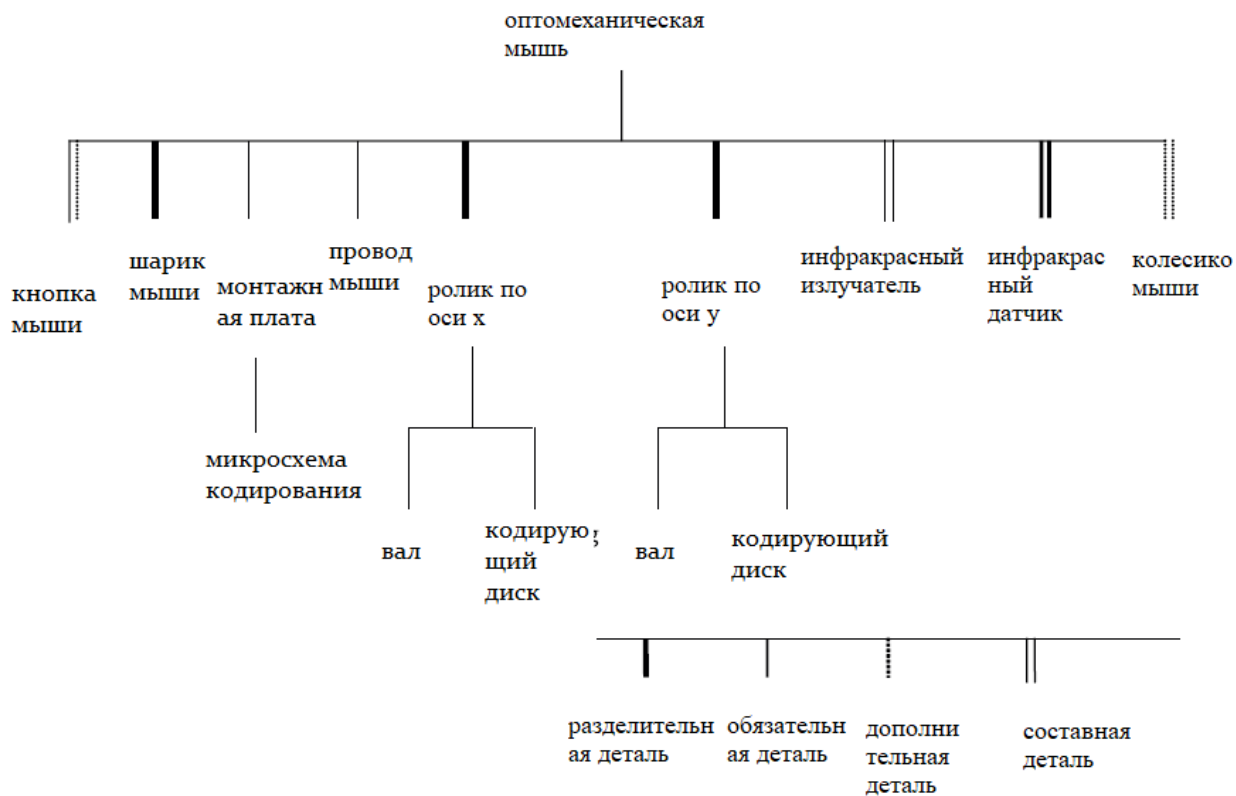 оптомеханическая
мышь
кнопка
мыши
шарик
мыши
монтажн
ая плата
провод
мыши
ролик по
оси x
ролик по
оси y
инфракрасный
излучатель
инфракрас
ный
датчик
колесико
мыши
микросхема
кодирования
вал
кодирую
щий
диск
вал
кодирующий
диск
разделительн
ая деталь
обязательн
ая деталь
дополни
тельная
деталь
составная
деталь